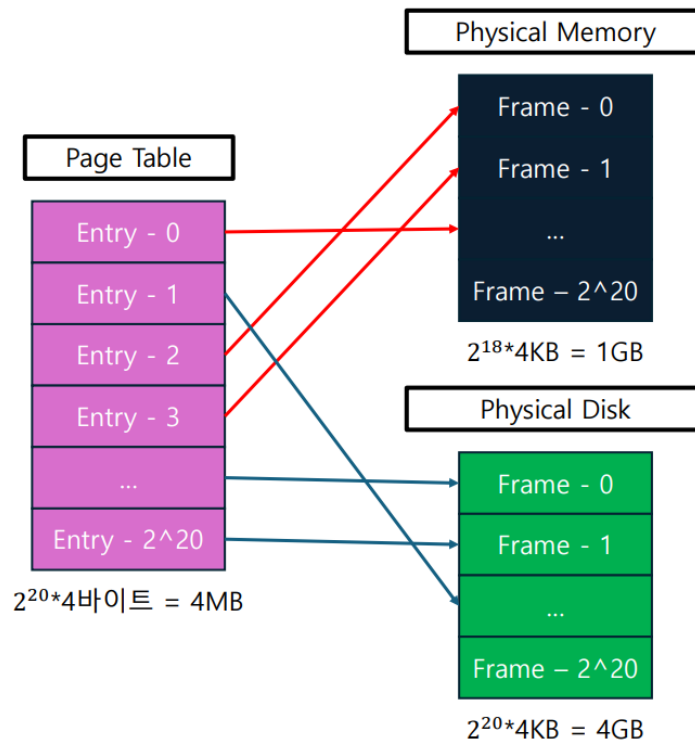 Physical Memory
Frame - 0
Frame - 1
...
Frame – 2^20
2¹⁸*4KB = 1GB
Page Table
Entry - 0
Entry - 1
Entry - 2
Entry - 3
...
Entry - 2^20
2²⁰*4바이트 = 4MB
Physical Disk
Frame - 0
Frame - 1
...
Frame – 2^20
2²⁰*4KB = 4GB